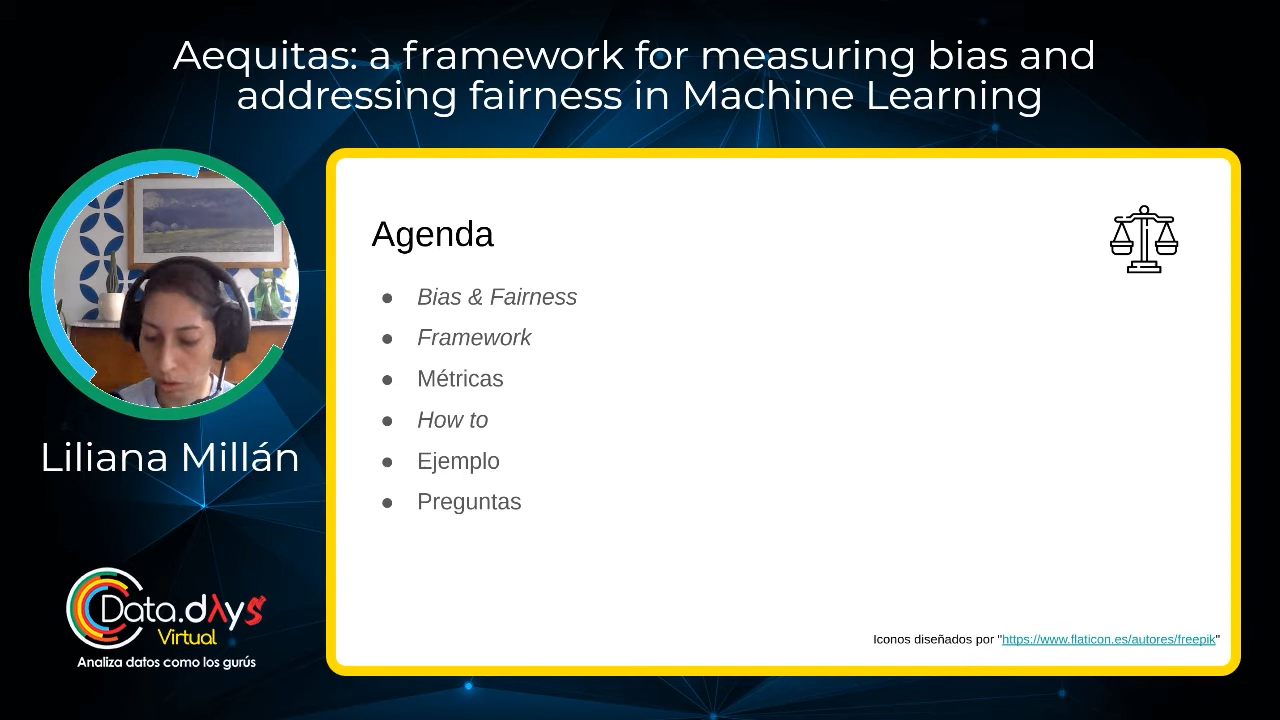 Aequitas: a framework for measuring bias and
addressing fairness in Machine Learning
Agenda
● Bias & Fairness
● Framework
● Métricas
● How to
● Ejemplo
● Preguntas
Iconos diseñados por "https://www.flaticon.es/autores/freepik"
Liliana Millán
Data.dλys
Virtual
Analiza datos como los gurús